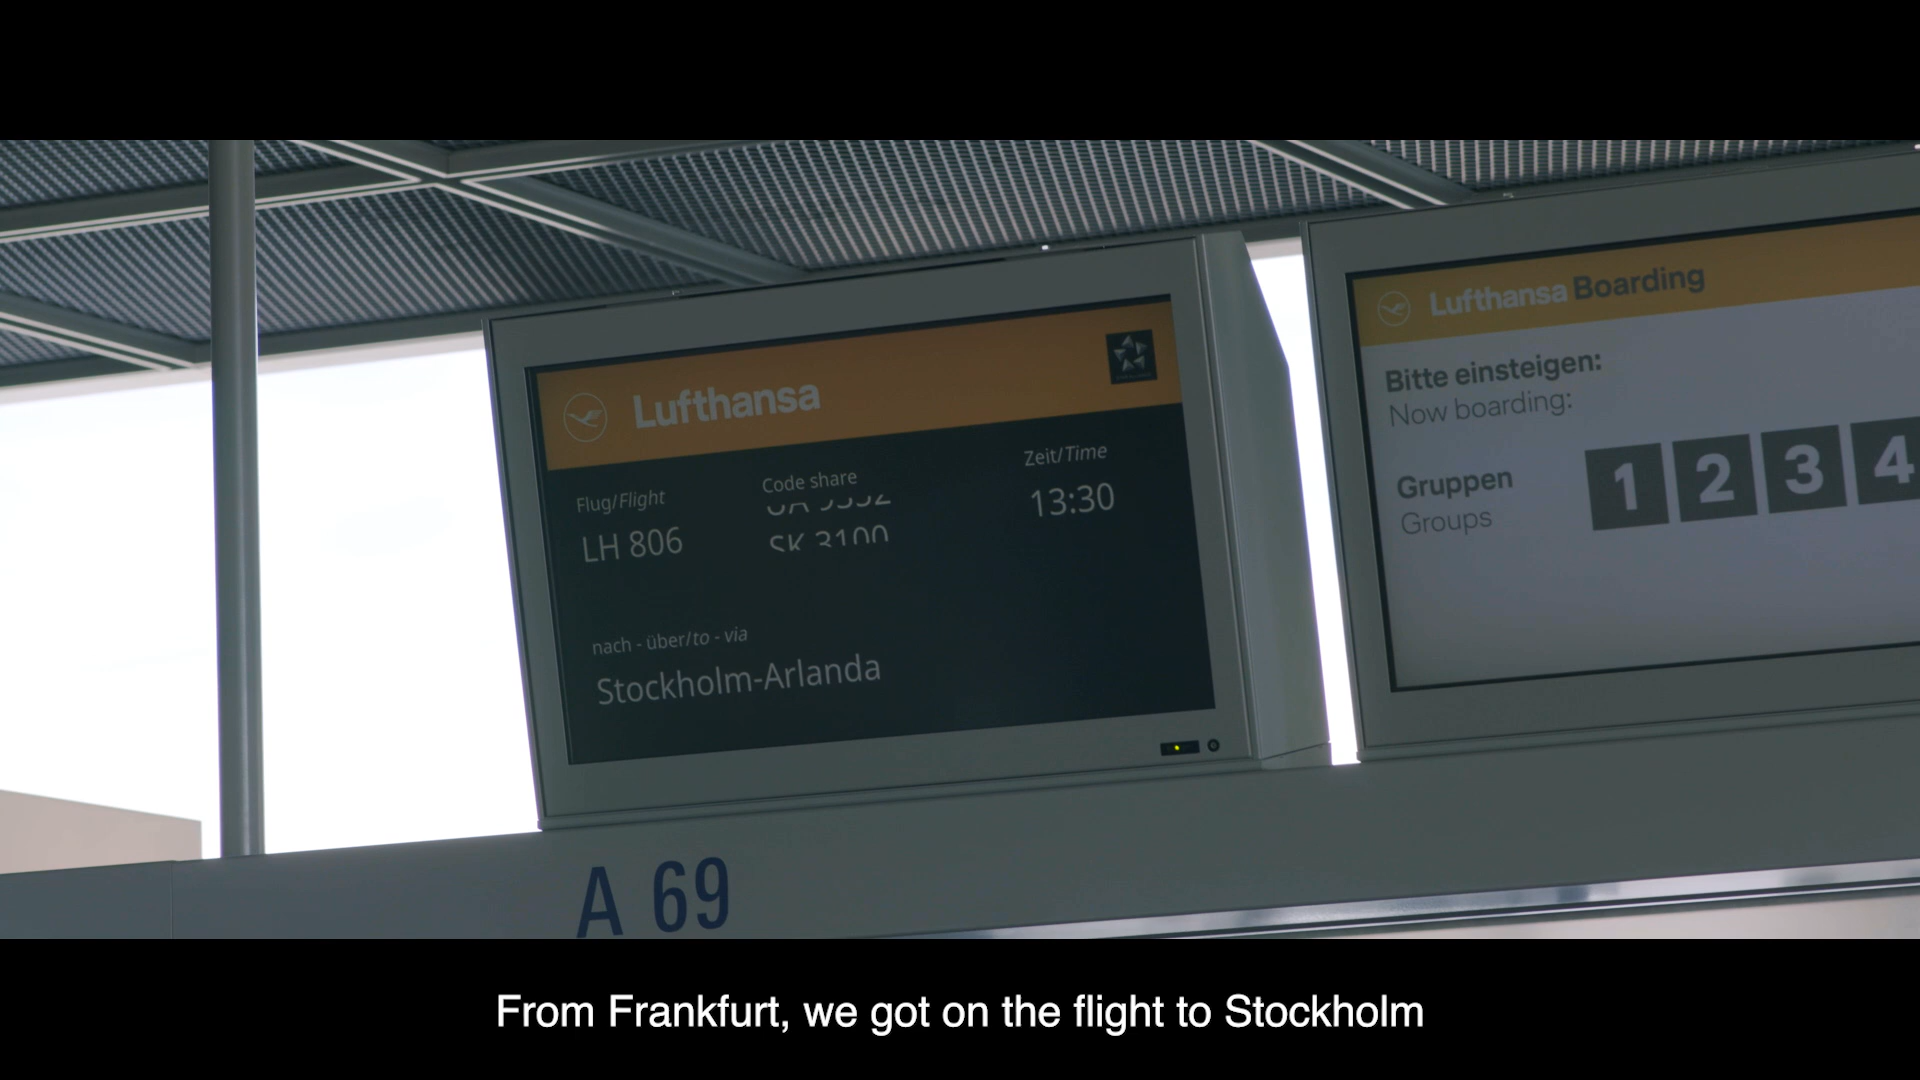 Lufthansa
Flug/Flight
LH 806
Code share
SK 3100
Zeit/Time
13:30
nach - über/to - via
Stockholm-Arlanda
Lufthansa Boarding
Bitte einsteigen:
Now boarding:
Gruppen
Groups
1 2 3 4
A 69
From Frankfurt, we got on the flight to Stockholm